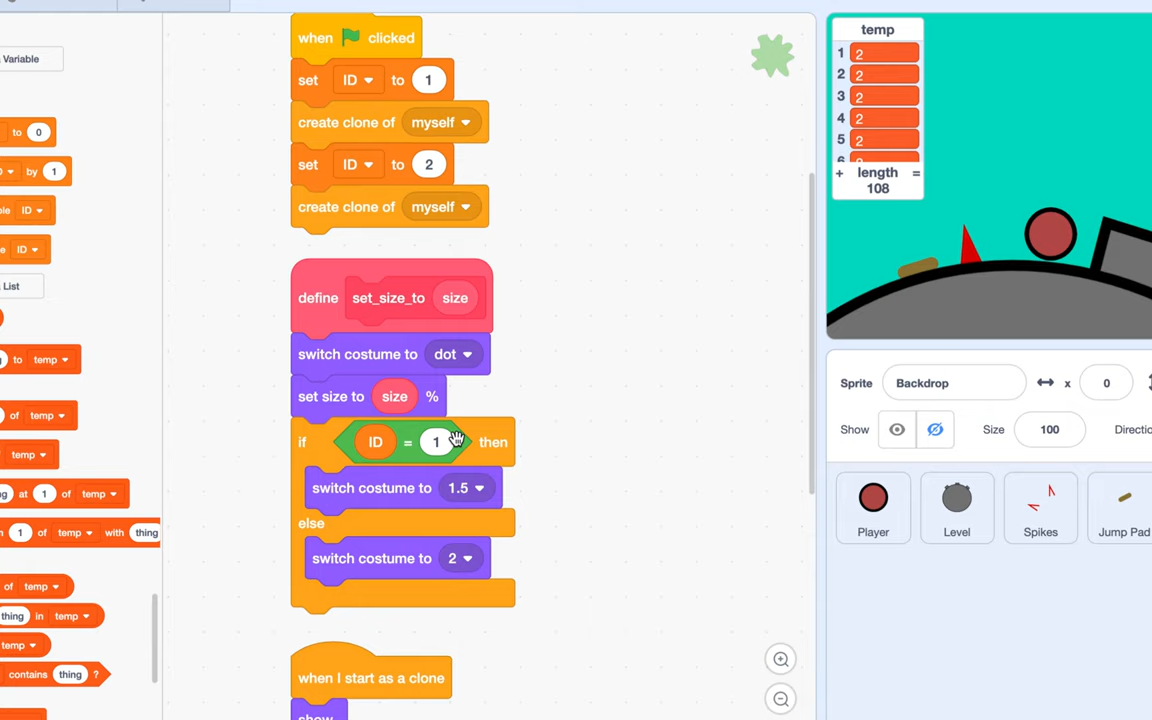 a Variable
to 0
by 1
ID
ID
a List
to temp
of temp
temp
at 1 of temp
1 of temp with thing
of temp
thing in temp
temp
contains thing ?
when clicked
set ID to 1
create clone of myself
set ID to 2
create clone of myself
define set_size_to size
switch costume to dot
set size to size %
if ID = 1 then
switch costume to 1.5
else
switch costume to 2
when I start as a clone
show
temp
1 2
2 2
3 2
4 2
5 2
6
+ length =
108
Sprite Backdrop x 0
Show Size 100
Player Level Spikes Jump Pad